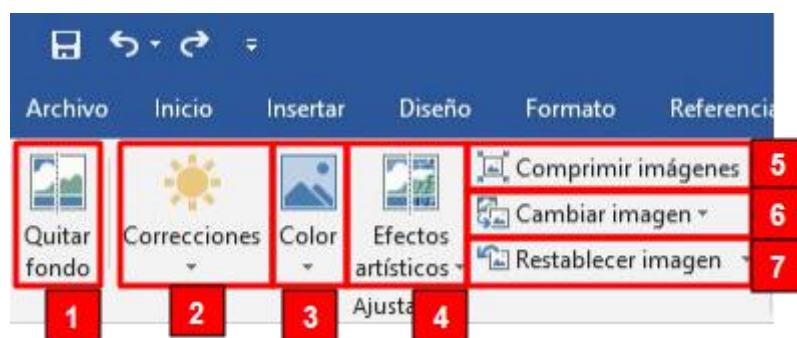 Archivo Inicio Insertar Diseño Formato Referencia
Quitar fondo
Correcciones
Color
Efectos artísticos
Comprimir imágenes 5
Cambiar imagen 6
Restablecer imagen 7
1 2 3 Ajusta 4